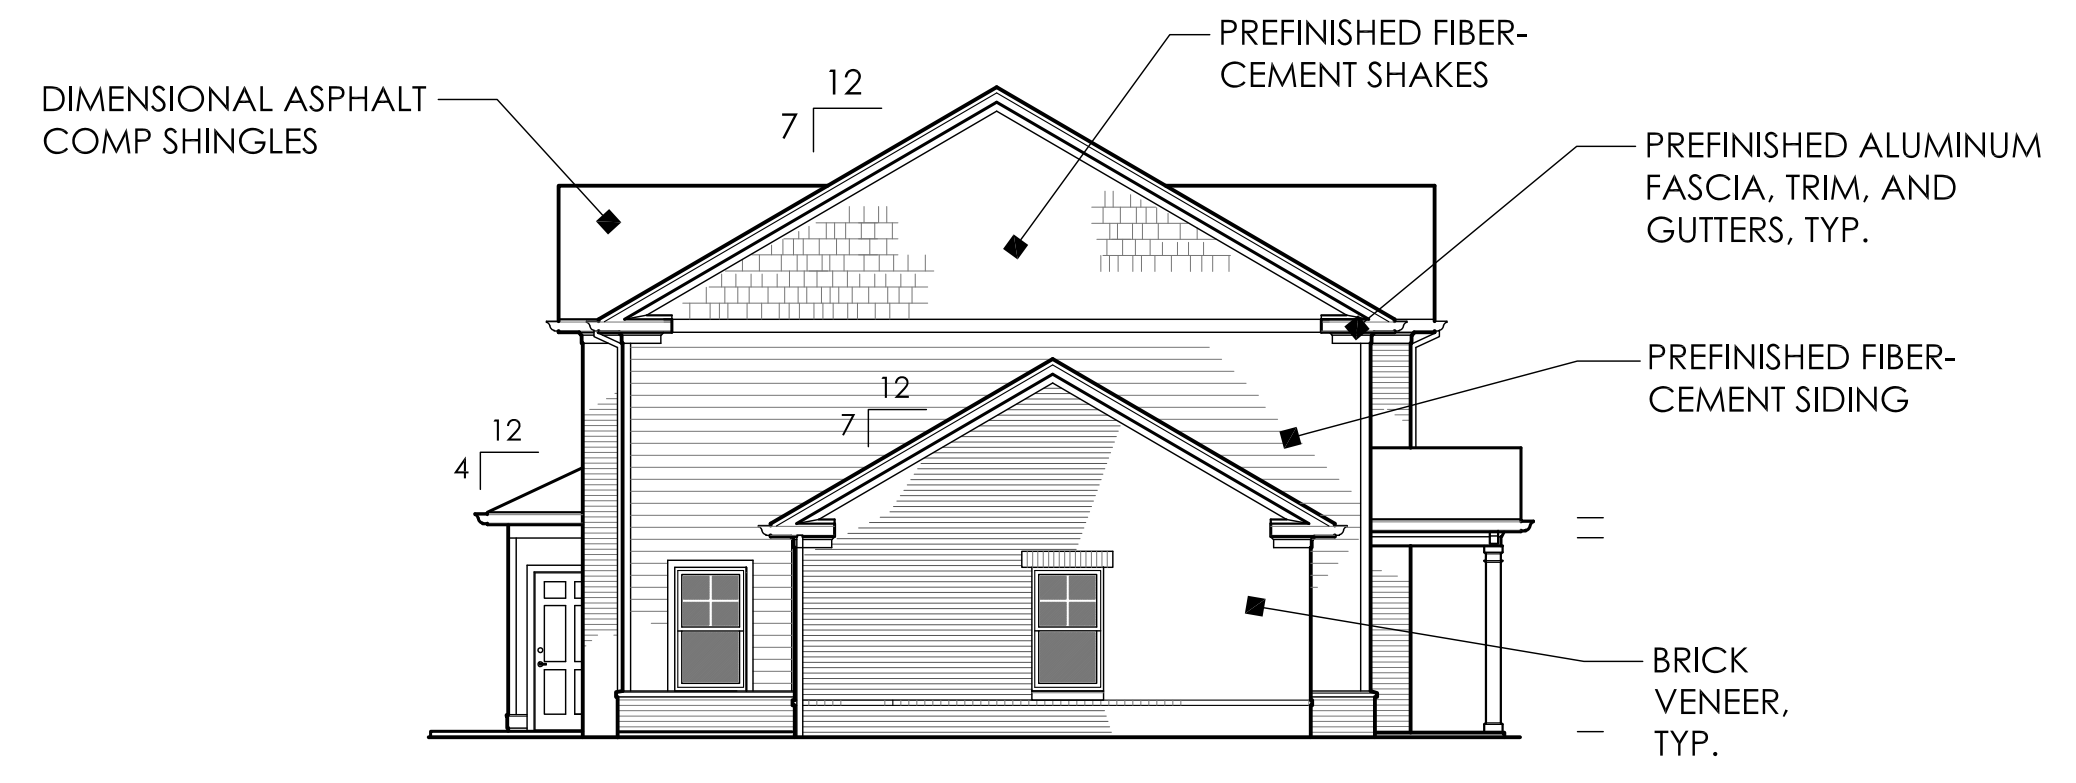 PREFINISHED FIBER-
CEMENT SHAKES
DIMENSIONAL ASPHALT
COMP SHINGLES
12
7
PREFINISHED ALUMINUM
FASCIA, TRIM, AND
GUTTERS, TYP.
PREFINISHED FIBER-
CEMENT SIDING
12
7
12
4
BRICK
VENEER,
TYP.